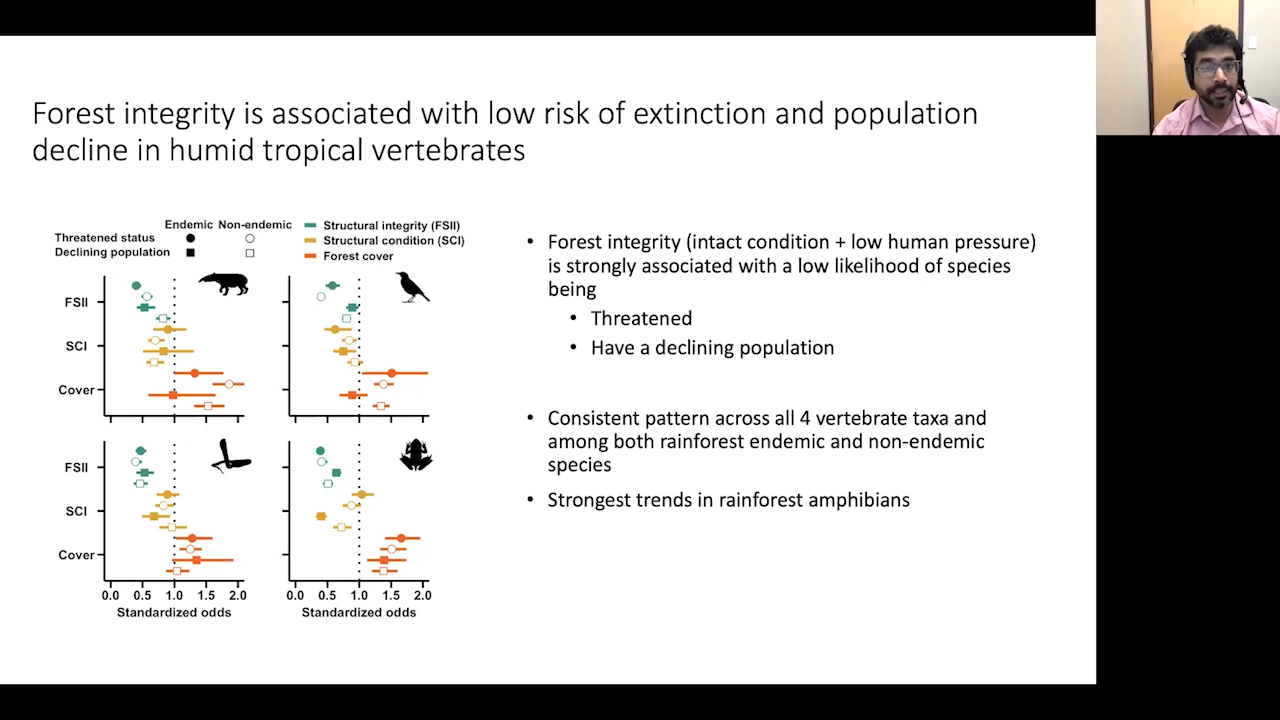 Forest integrity is associated with low risk of extinction and population
decline in humid tropical vertebrates
Endemic Non-endemic
Threatened status
Declining population
Structural integrity (FSII)
Structural condition (SCI)
Forest cover
FSII
SCI
Cover
FSII
SCI
Cover
0.0 0.5 1.0 1.5 2.0
Standardized odds
0.0 0.5 1.0 1.5 2.0
Standardized odds
• Forest integrity (intact condition + low human pressure)
is strongly associated with a low likelihood of species
being
• Threatened
• Have a declining population
• Consistent pattern across all 4 vertebrate taxa and
among both rainforest endemic and non-endemic
species
• Strongest trends in rainforest amphibians